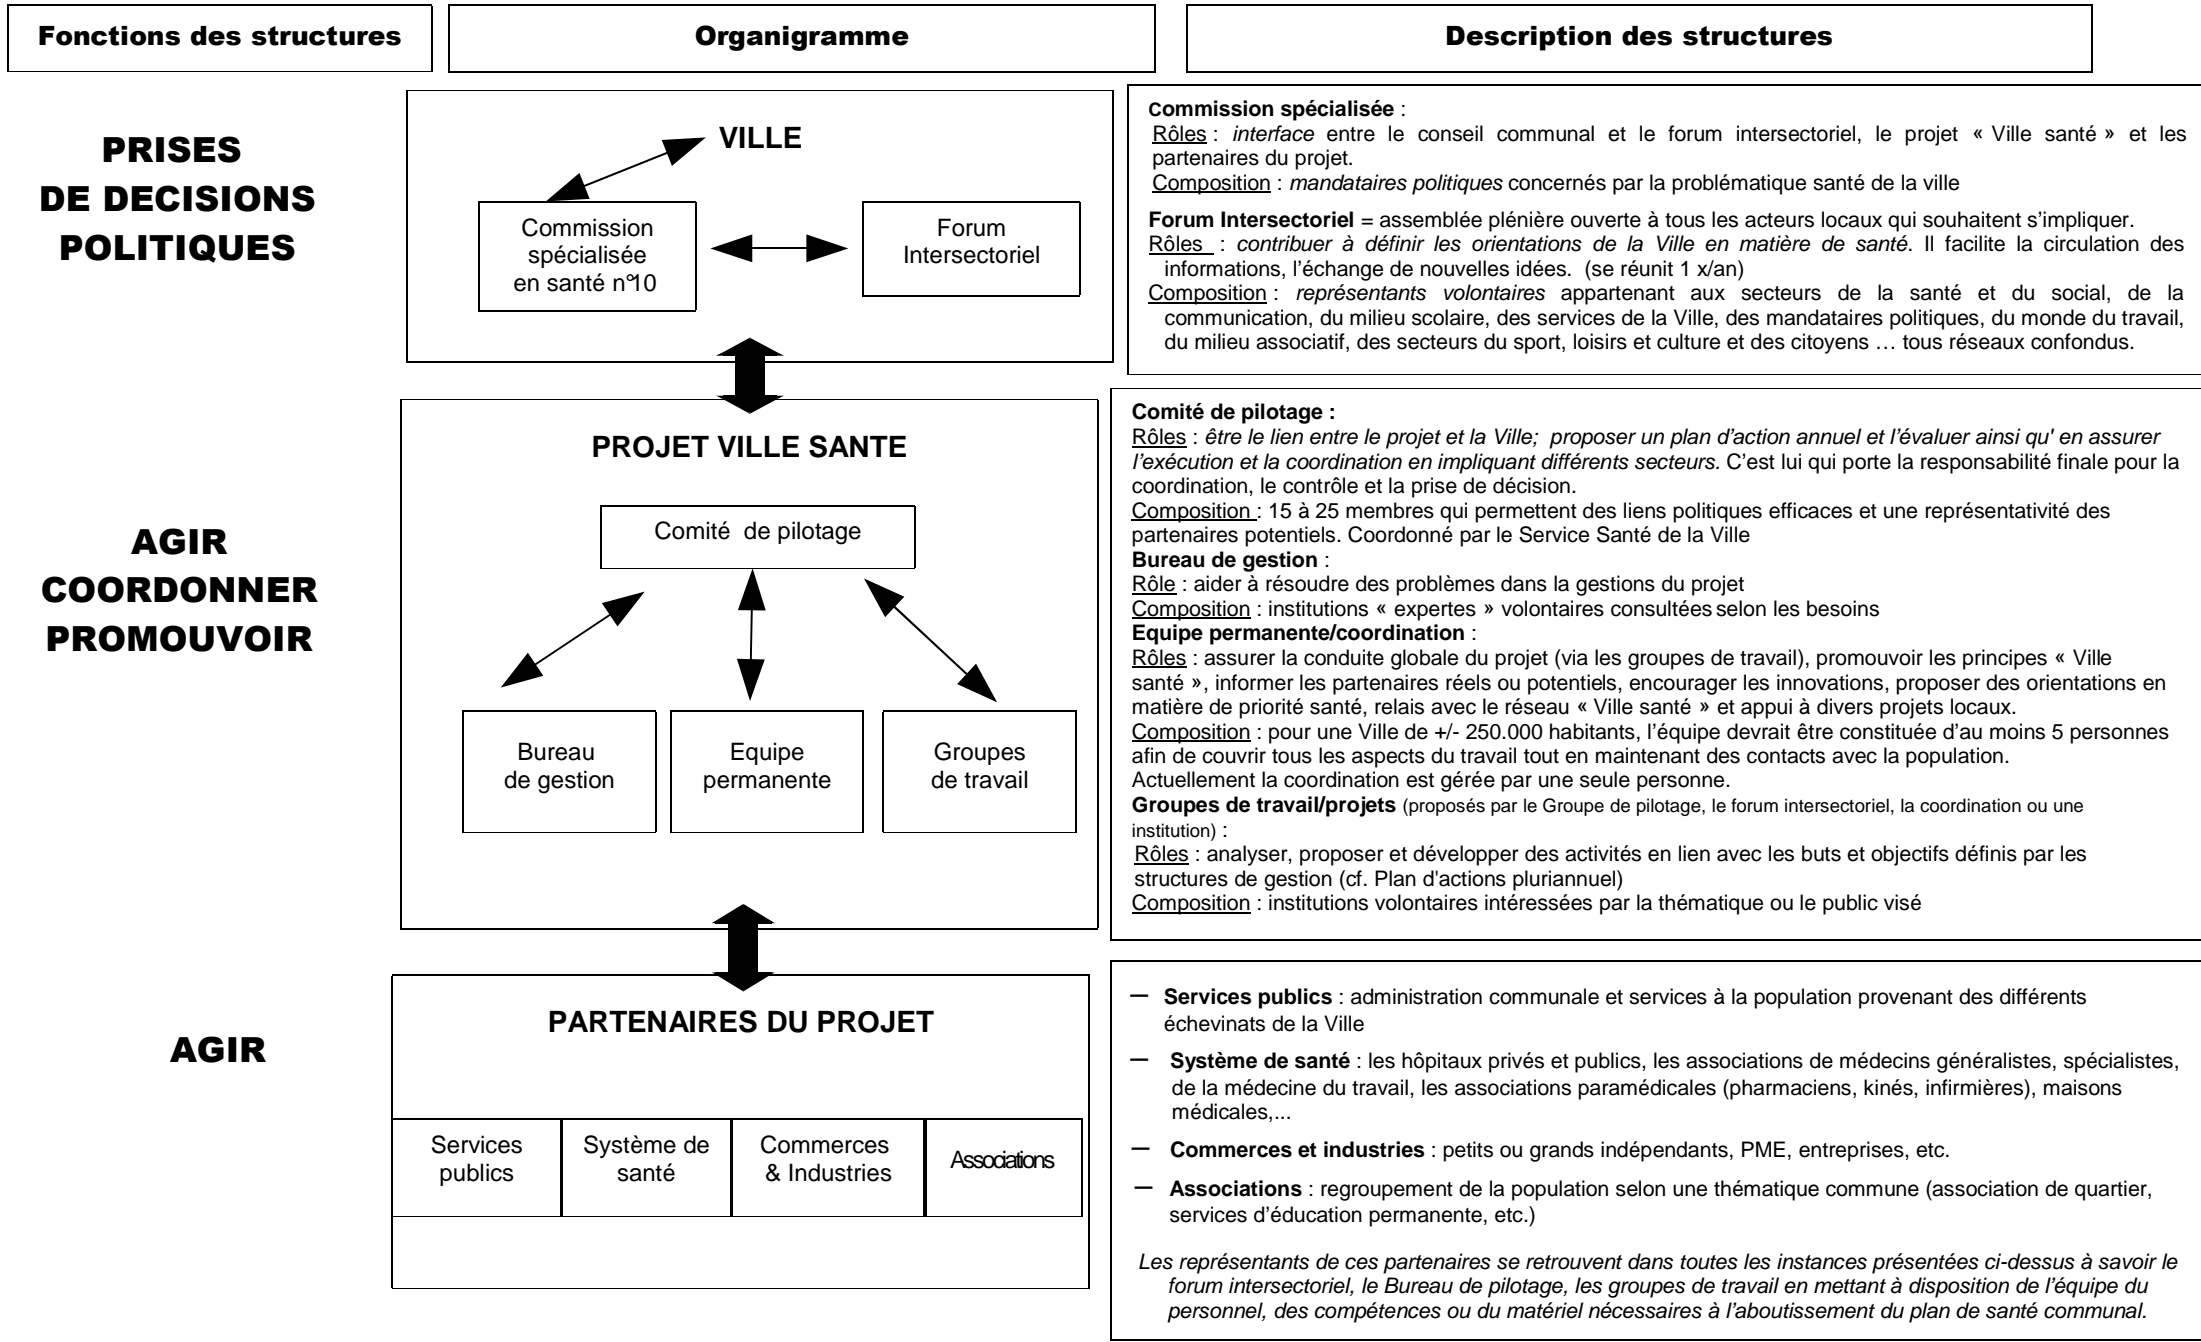 Fonctions des structures
Organigramme
Description des structures
PRISES
DE DECISIONS
POLITIQUES
VILLE
Commission
spécialisée
en santé n°10
Forum
Intersectoriel
Commission spécialisée :
Rôles : interface entre le conseil communal et le forum intersectoriel, le projet « Ville santé » et les
partenaires du projet.
Composition : mandataires politiques concernés par la problématique santé de la ville
Forum Intersectoriel = assemblée plénière ouverte à tous les acteurs locaux qui souhaitent s’impliquer.
Rôles : contribuer à définir les orientations de la Ville en matière de santé. Il facilite la circulation des
informations, l’échange de nouvelles idées. (se réunit 1 x/an)
Composition : représentants volontaires appartenant aux secteurs de la santé et du social, de la
communication, du milieu scolaire, des services de la Ville, des mandataires politiques, du monde du travail,
du milieu associatif, des secteurs du sport, loisirs et culture et des citoyens … tous réseaux confondus.
AGIR
COORDONNER
PROMOUVOIR
PROJET VILLE SANTE
Comité de pilotage
Bureau
de gestion
Equipe
permanente
Groupes
de travail
Comité de pilotage :
Rôles : être le lien entre le projet et la Ville; proposer un plan d’action annuel et l’évaluer ainsi qu' en assurer
l’exécution et la coordination en impliquant différents secteurs. C’est lui qui porte la responsabilité finale pour la
coordination, le contrôle et la prise de décision.
Composition : 15 à 25 membres qui permettent des liens politiques efficaces et une représentativité des
partenaires potentiels. Coordonné par le Service Santé de la Ville
Bureau de gestion :
Rôle : aider à résoudre des problèmes dans la gestions du projet
Composition : institutions « expertes » volontaires consultées selon les besoins
Equipe permanente/coordination :
Rôles : assurer la conduite globale du projet (via les groupes de travail), promouvoir les principes « Ville
santé », informer les partenaires réels ou potentiels, encourager les innovations, proposer des orientations en
matière de priorité santé, relais avec le réseau « Ville santé » et appui à divers projets locaux.
Composition : pour une Ville de +/- 250.000 habitants, l’équipe devrait être constituée d’au moins 5 personnes
afin de couvrir tous les aspects du travail tout en maintenant des contacts avec la population.
Actuellement la coordination est gérée par une seule personne.
Groupes de travail/projets (proposés par le Groupe de pilotage, le forum intersectoriel, la coordination ou une
institution) :
Rôles : analyser, proposer et développer des activités en lien avec les buts et objectifs définis par les
structures de gestion (cf. Plan d'actions pluriannuel)
Composition : institutions volontaires intéressées par la thématique ou le public visé
AGIR
PARTENAIRES DU PROJET
Services
publics
Système de
santé
Commerces
& Industries
Associations
– Services publics : administration communale et services à la population provenant des différents
échevinats de la Ville
– Système de santé : les hôpitaux privés et publics, les associations de médecins généralistes, spécialistes,
de la médecine du travail, les associations paramédicales (pharmaciens, kinés, infirmières), maisons
médicales,...
– Commerces et industries : petits ou grands indépendants, PME, entreprises, etc.
– Associations : regroupement de la population selon une thématique commune (association de quartier,
services d’éducation permanente, etc.)
Les représentants de ces partenaires se retrouvent dans toutes les instances présentées ci-dessus à savoir le
forum intersectoriel, le Bureau de pilotage, les groupes de travail en mettant à disposition de l’équipe du
personnel, des compétences ou du matériel nécessaires à l’aboutissement du plan de santé communal.